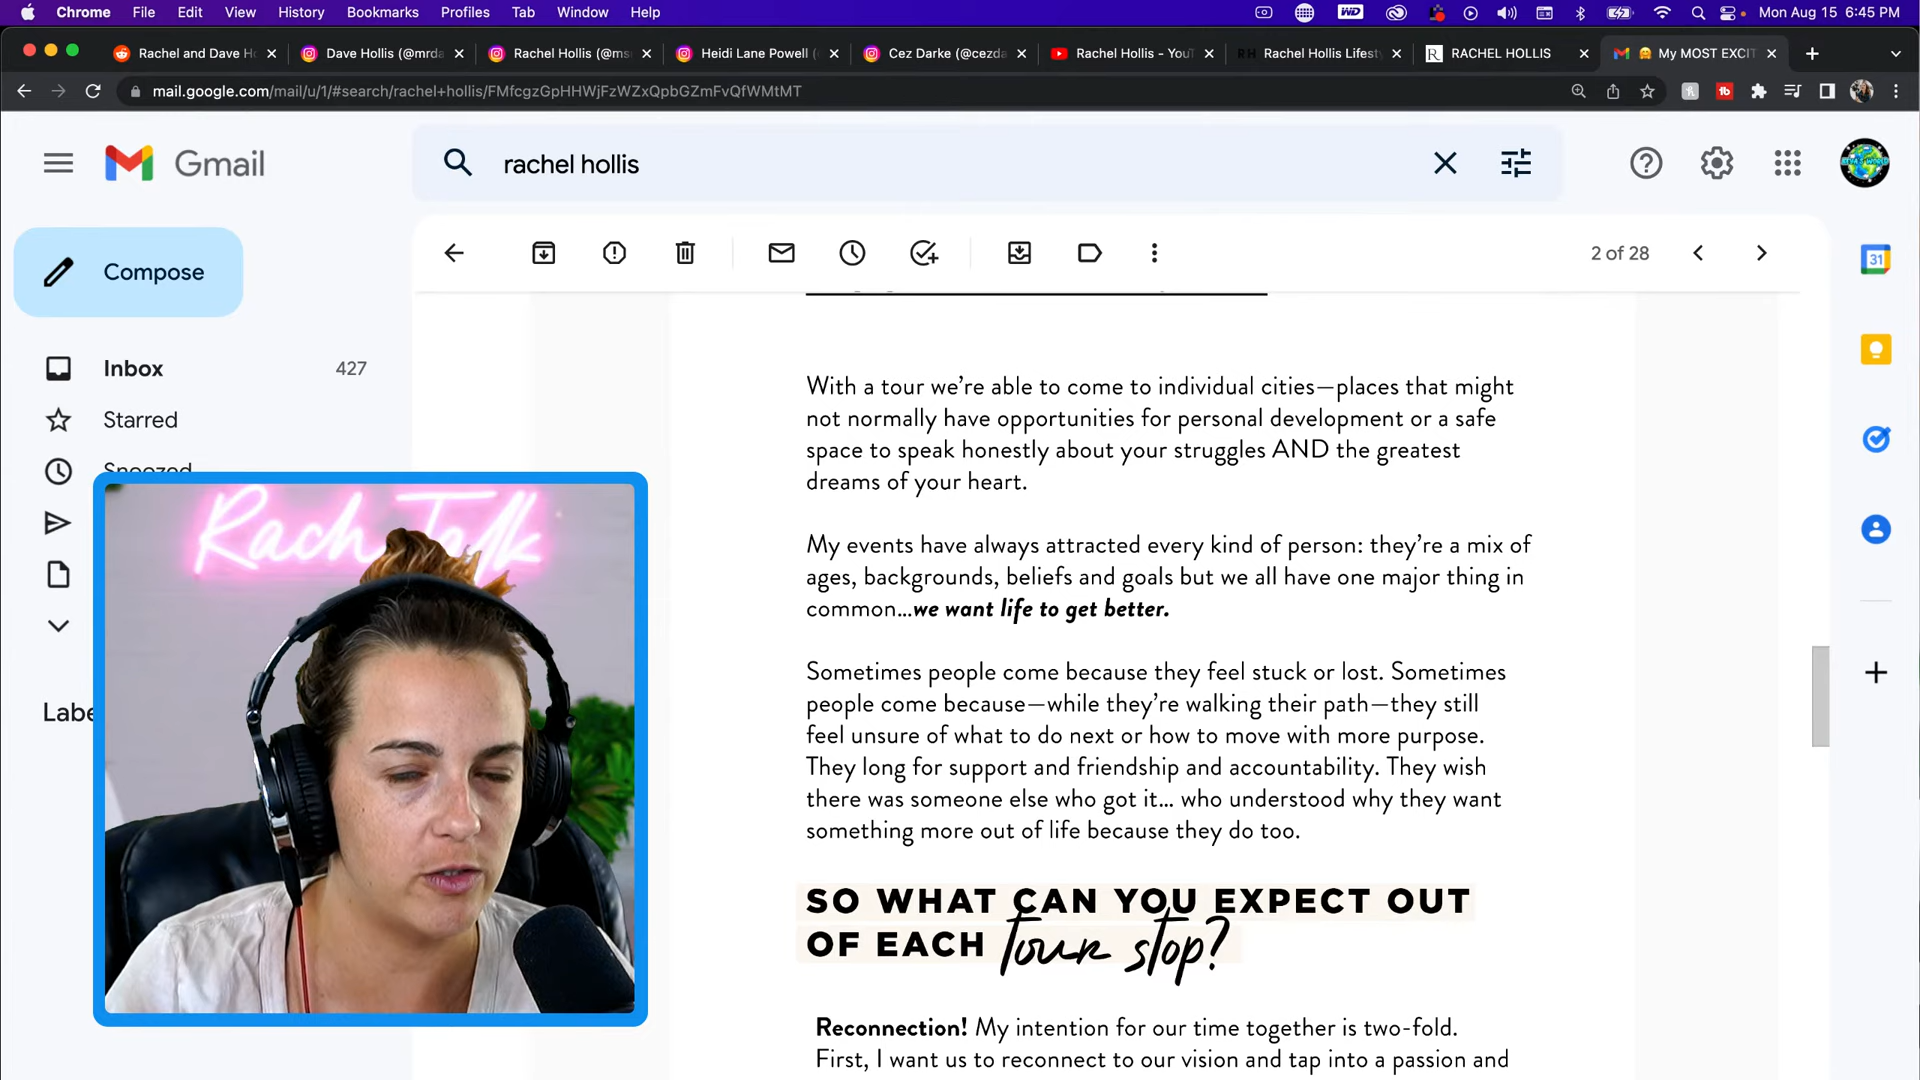 Chrome File Edit View History Bookmarks Profiles Tab Window Help WD Mon Aug 15 6:45 PM
Rachel and Dave Ho Dave Hollis (@mrda Rachel Hollis (@ms Heidi Lane Powell ( Cez Darke (@cezda Rachel Hollis - YouT RH Rachel Hollis Lifest R RACHEL HOLLIS My MOST EXCIT
mail.google.com/mail/u/1/#search/rachel+hollis/FMfcgzGpHHWjFzWZxQpbGZmFvQfWMtMT
Gmail rachel hollis
Compose
2 of 28
31
Inbox 427
Starred
Snoozed
Labe
Rach Talk
With a tour we’re able to come to individual cities—places that might
not normally have opportunities for personal development or a safe
space to speak honestly about your struggles AND the greatest
dreams of your heart.
My events have always attracted every kind of person: they’re a mix of
ages, backgrounds, beliefs and goals but we all have one major thing in
common...we want life to get better.
Sometimes people come because they feel stuck or lost. Sometimes
people come because—while they’re walking their path—they still
feel unsure of what to do next or how to move with more purpose.
They long for support and friendship and accountability. They wish
there was someone else who got it... who understood why they want
something more out of life because they do too.
SO WHAT CAN YOU EXPECT OUT
OF EACH tour stop?
Reconnection! My intention for our time together is two-fold.
First, I want us to reconnect to our vision and tap into a passion and